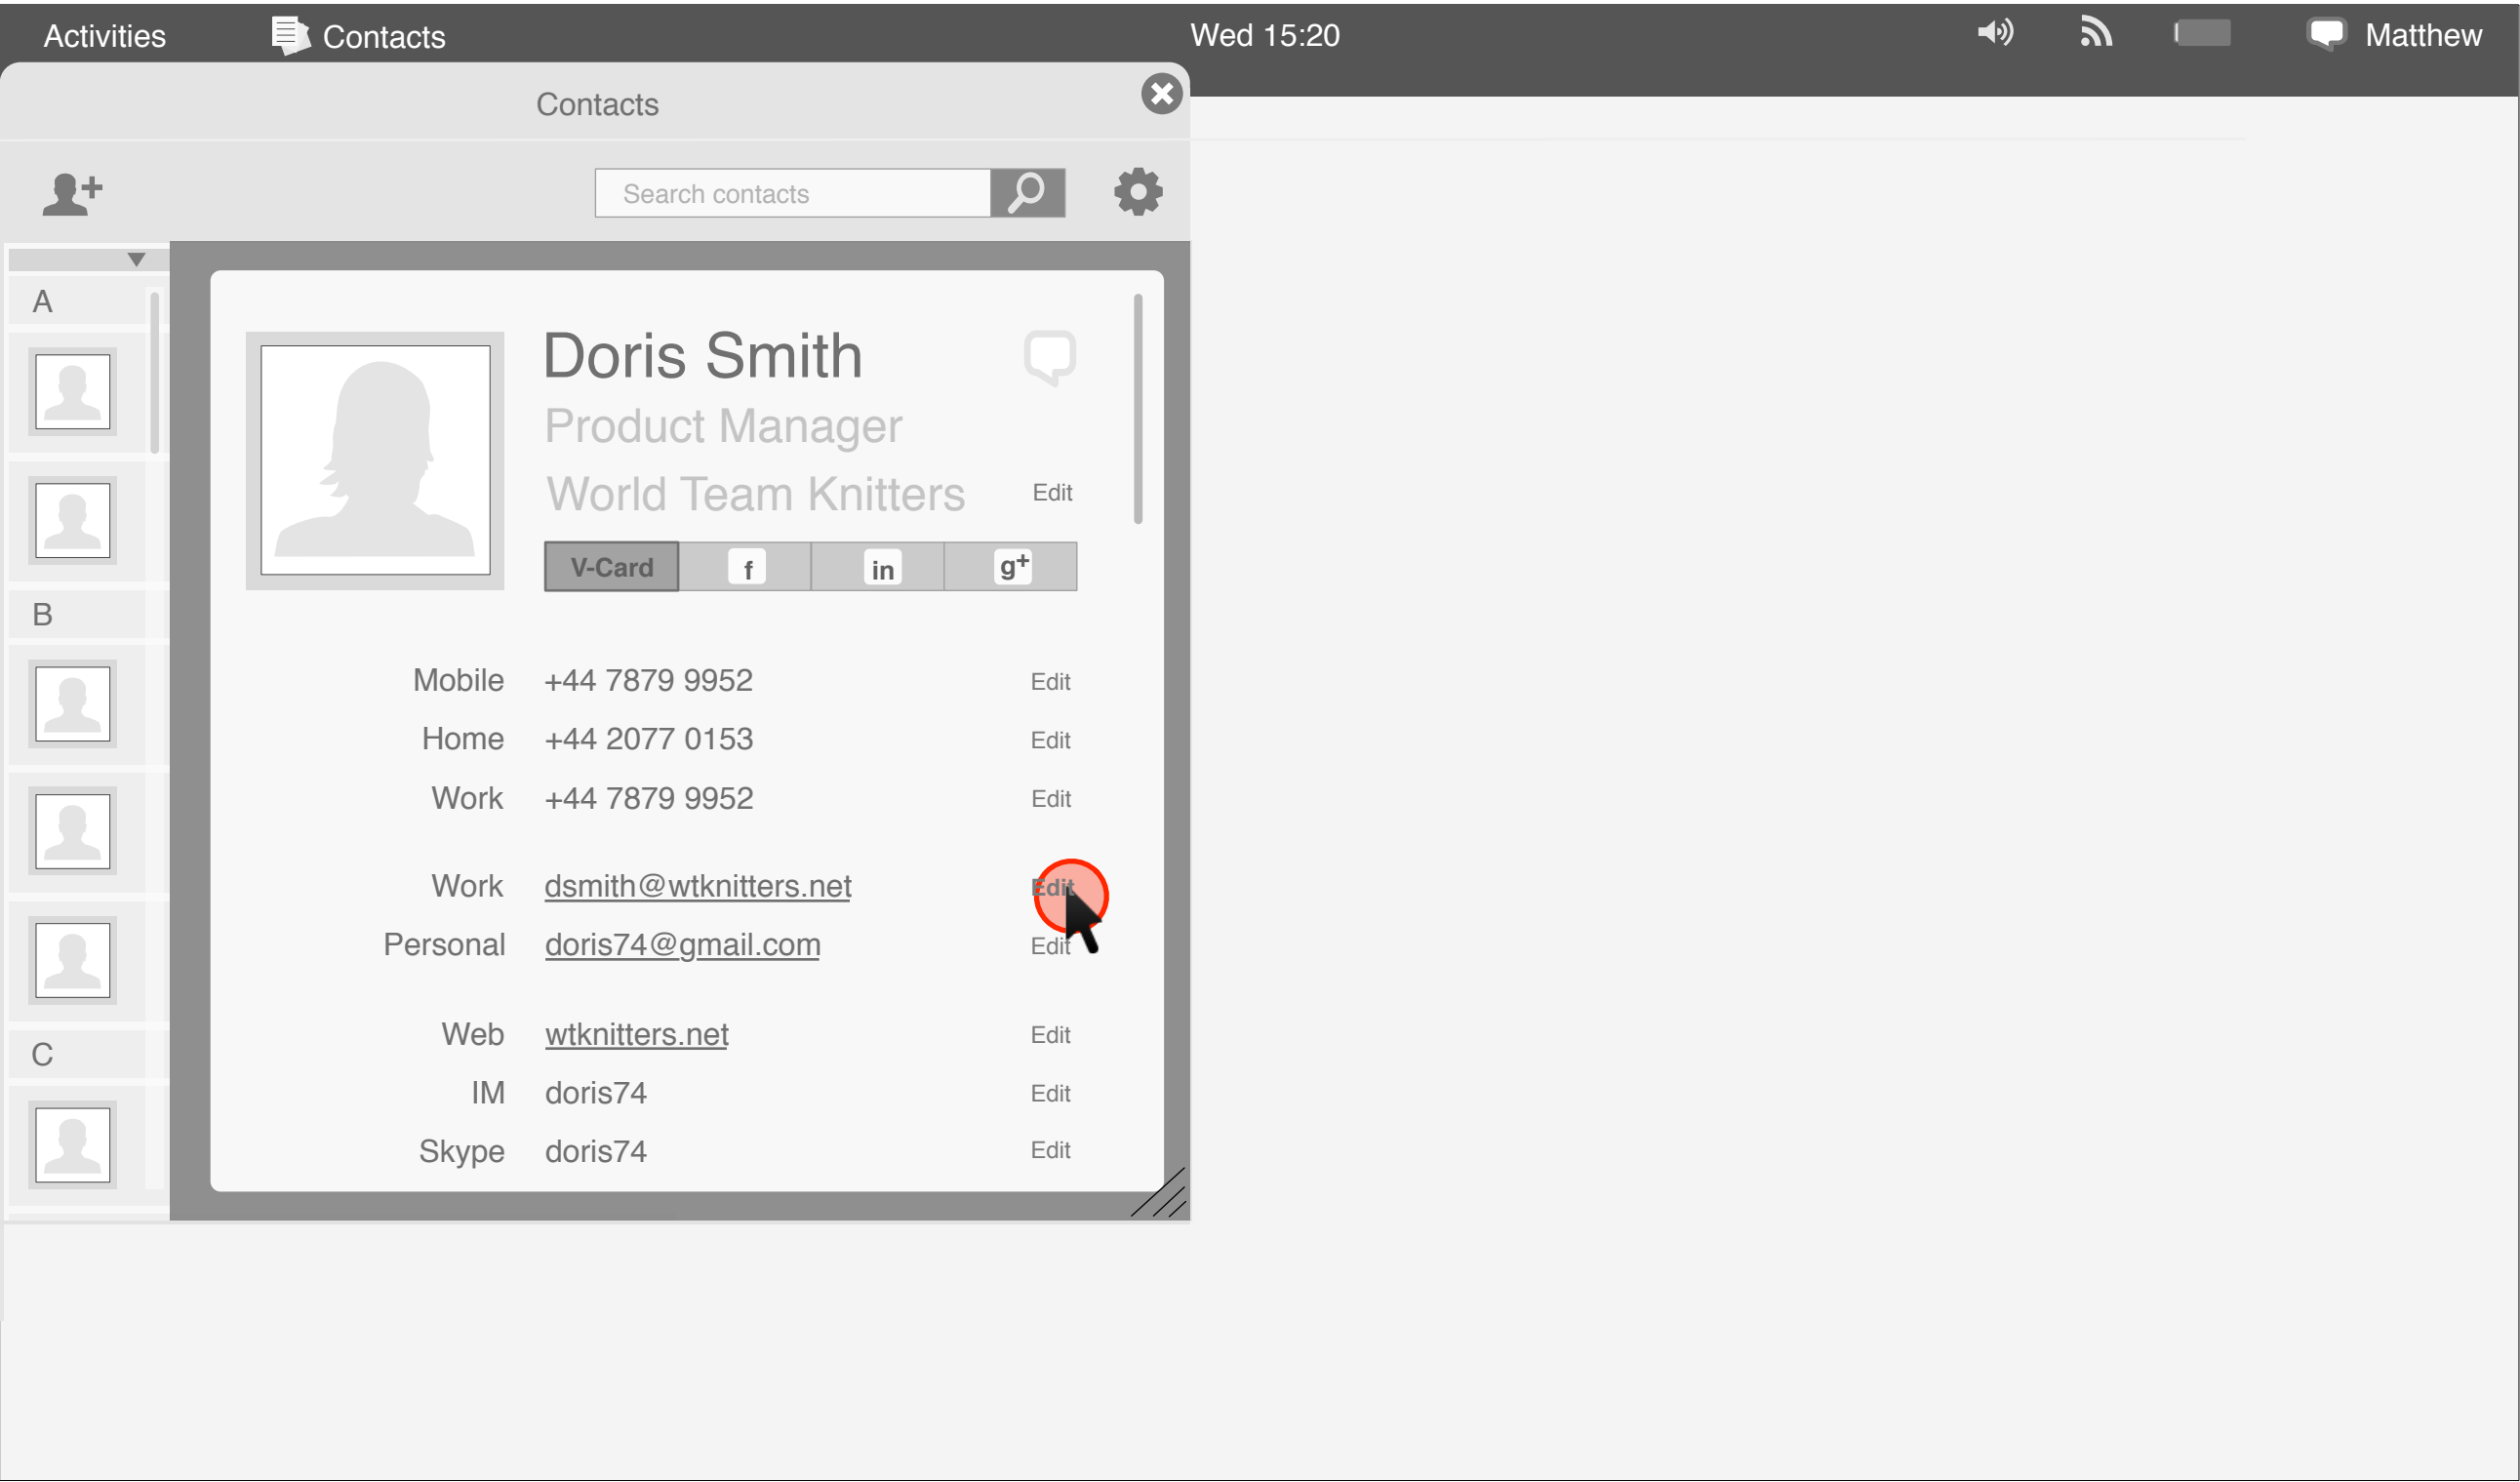 Activities Contacts Wed 15:20 Matthew
Contacts
Search contacts
A
Doris Smith
Product Manager
World Team Knitters Edit
V-Card f in g+
B
Mobile +44 7879 9952 Edit
Home +44 2077 0153 Edit
Work +44 7879 9952 Edit
Work dsmith@wtknitters.net Edit
Personal doris74@gmail.com Edit
Web wtknitters.net Edit
C
IM doris74 Edit
Skype doris74 Edit